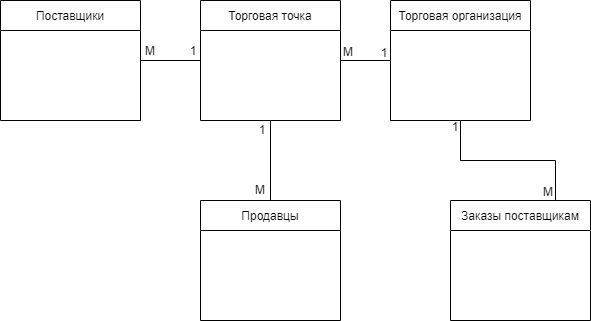 Поставщики
Торговая точка
Торговая организация
М
1
М
1
1
1
М
М
Продавцы
Заказы поставщикам